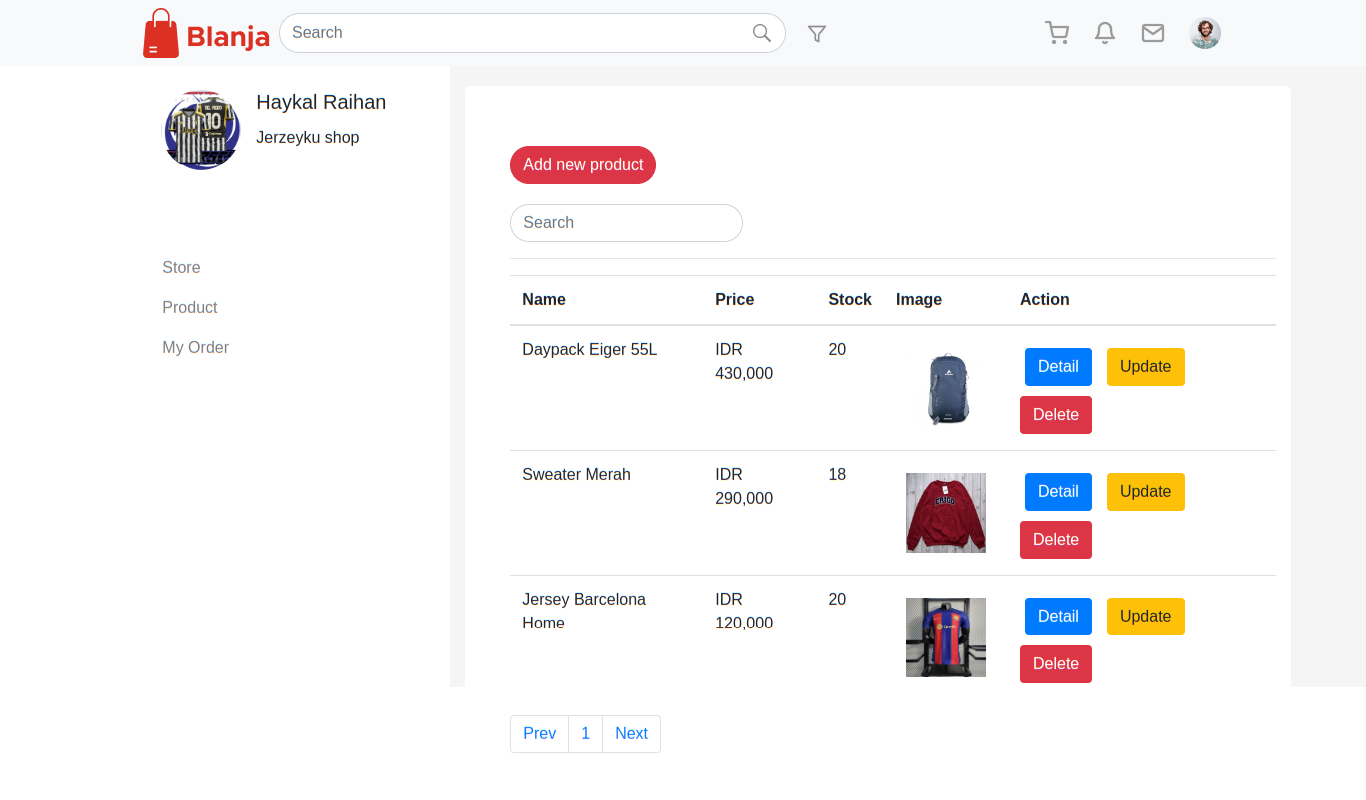 Blanja
Search
Haykal Raihan
Jerzeyku shop
Store
Product
My Order
Add new product
Search
Name Price Stock Image Action
Daypack Eiger 55L IDR 20 Detail Update
430,000
Delete
Sweater Merah IDR 18 Detail Update
290,000
Delete
Jersey Barcelona IDR 20 Detail Update
Home 120,000
Delete
Prev 1 Next